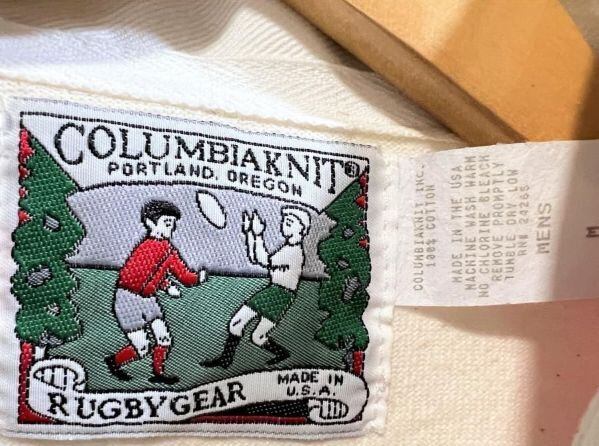 COLUMBIAKNIT®
PORTLAND, OREGON
RUGBYGEAR
MADE IN
U.S.A.
COLUMBIAKNIT INC.
100% COTTON
MADE IN THE USA
MACHINE WASH WARM
NO CHLORINE BLEACH
REMOVE PROMPTLY
TUMBLE DRY LOW
RN# 24265
MENS
M